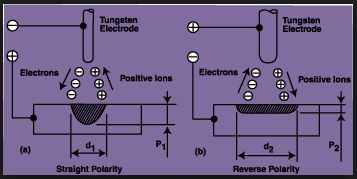 Tungsten
Electrode
Electrons
Positive Ions
(a)
d1
P1
Straight Polarity
Tungsten
Electrode
Electrons
Positive Ions
(b)
d2
P2
Reverse Polarity